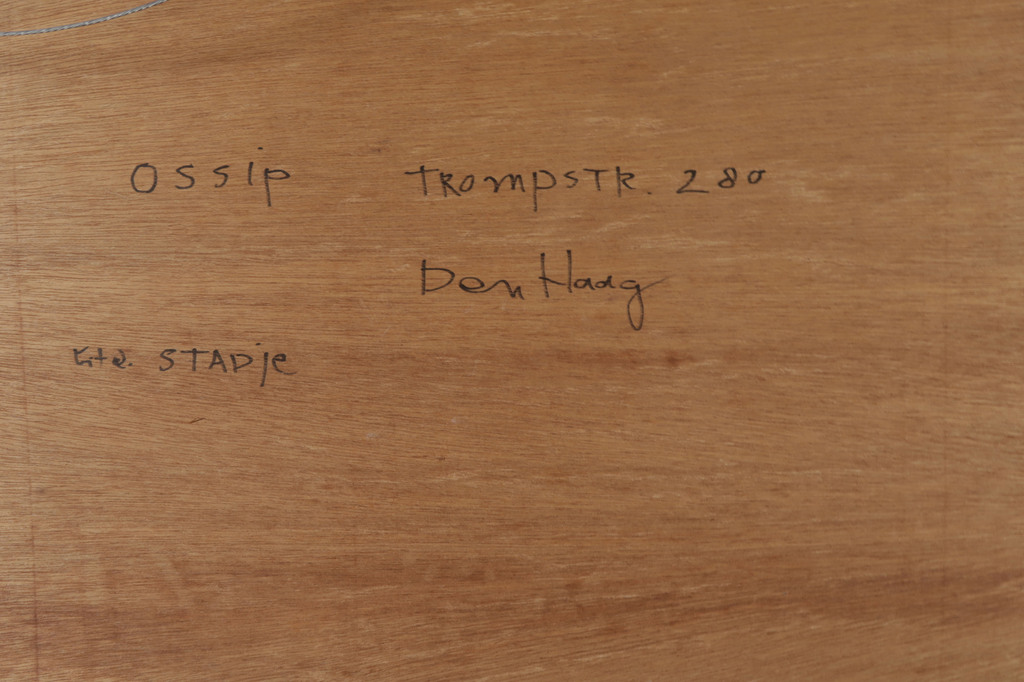 OSSip TRompSTR. 280
Den Haag
STADje